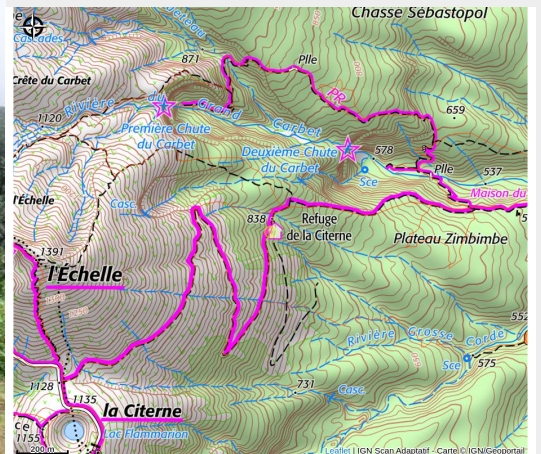 Chasse Sébastopol
Cascades
871
Plle
Crête du Carbet
PR
Rivière du Grand Carbet
659
1120
Première Chute
du Carbet
Deuxième Chute
du Carbet
578
537
Sce
Plle
l'Échelle
Casc.
Maison du
838
Refuge
de la Citerne
Plateau Zimbimbe
1391
l'Échelle
552
Rivière Grosse Corde
Sce
575
731
Casc.
1128
1135
la Citerne
1155
Lac Flammarion
200 m
Leaflet | IGN Scan Adaptatif - Carte © IGN/Geoportail